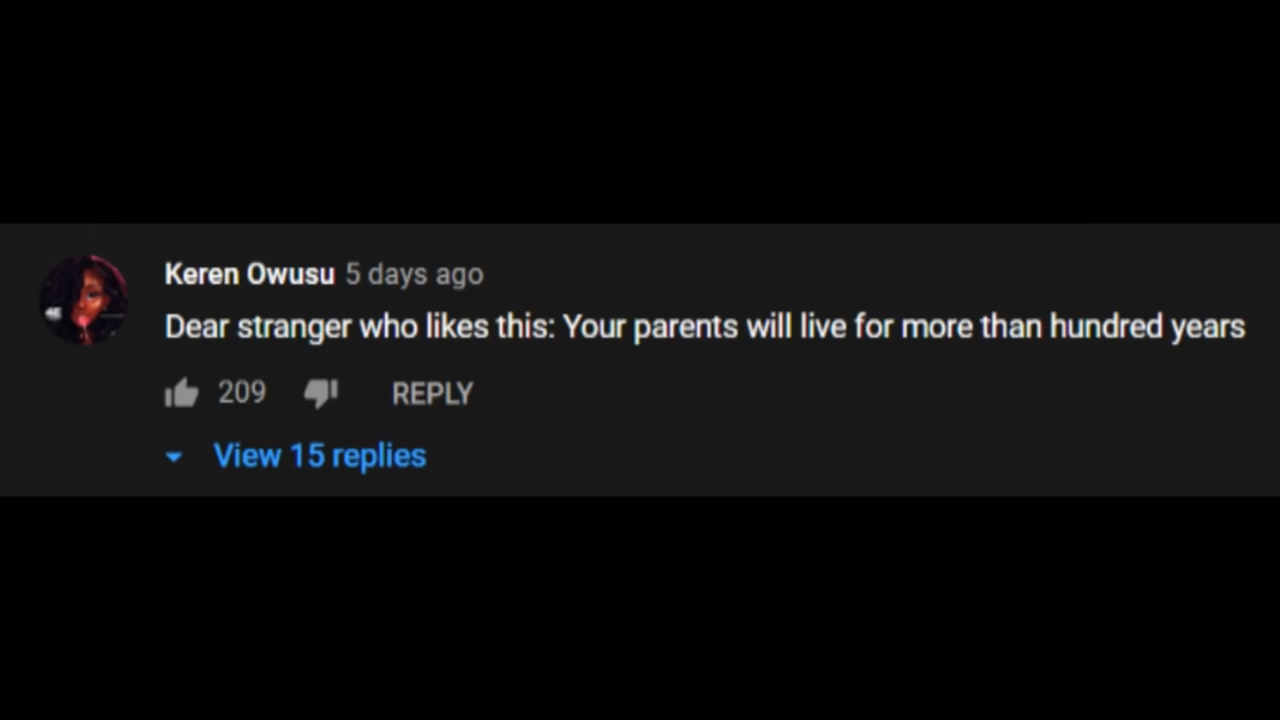 Keren Owusu 5 days ago
Dear stranger who likes this: Your parents will live for more than hundred years
209 REPLY
View 15 replies